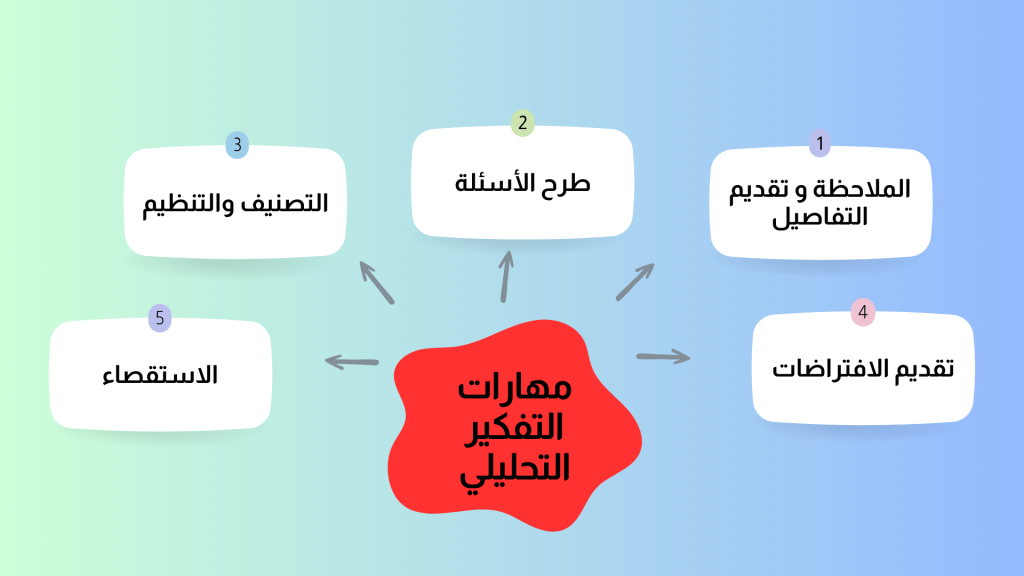 1
الملاحظة و تقديم
التفاصيل
2
طرح الأسئلة
3
التصنيف والتنظيم
4
تقديم الافتراضات
5
الاستقصاء
مهارات
التفكير
التحليلي